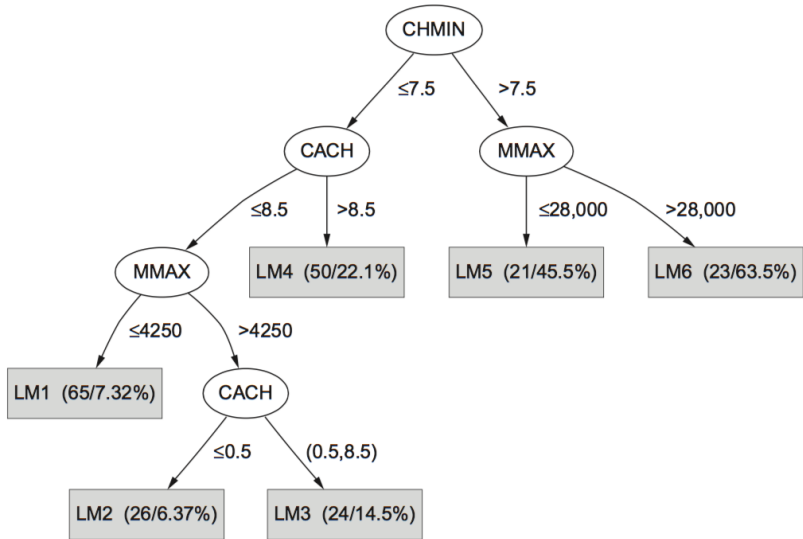 CHMIN
≤7.5
>7.5
CACH
MMAX
≤8.5
>8.5
≤28,000
>28,000
MMAX
LM4 (50/22.1%)
LM5 (21/45.5%)
LM6 (23/63.5%)
≤4250
>4250
LM1 (65/7.32%)
CACH
≤0.5
(0.5,8.5)
LM2 (26/6.37%)
LM3 (24/14.5%)